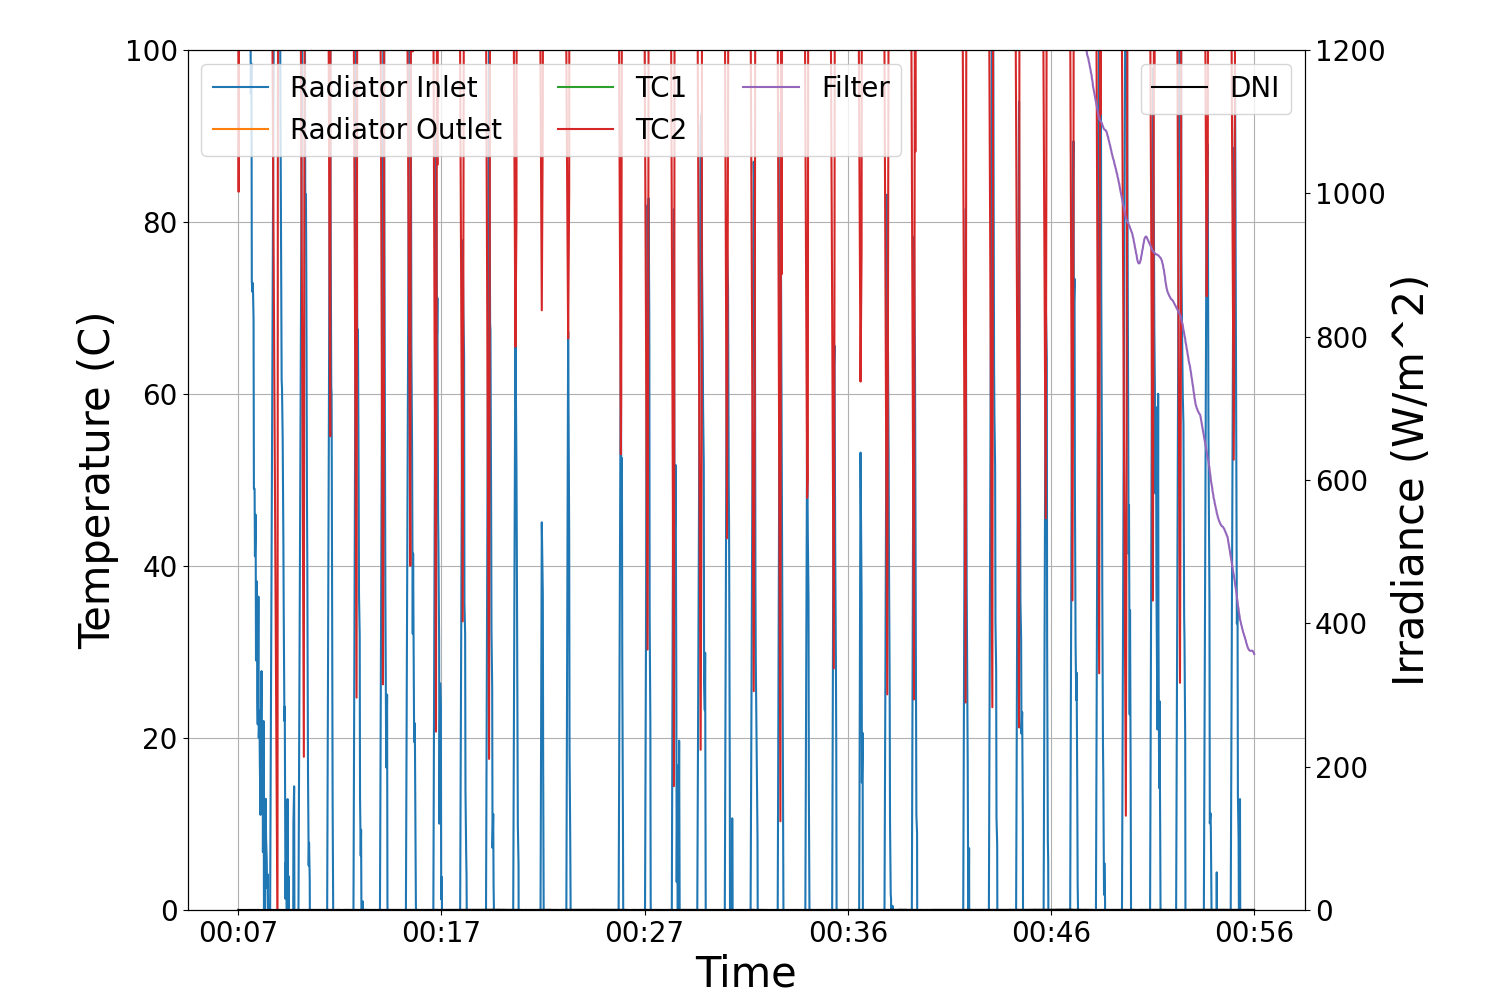 Radiator Inlet
Radiator Outlet
TC1
TC2
Filter
DNI
Temperature (C)
100
80
60
40
20
0
Irradiance (W/m^2)
1200
1000
800
600
400
200
0
00:07 00:17 00:27 00:36 00:46 00:56
Time